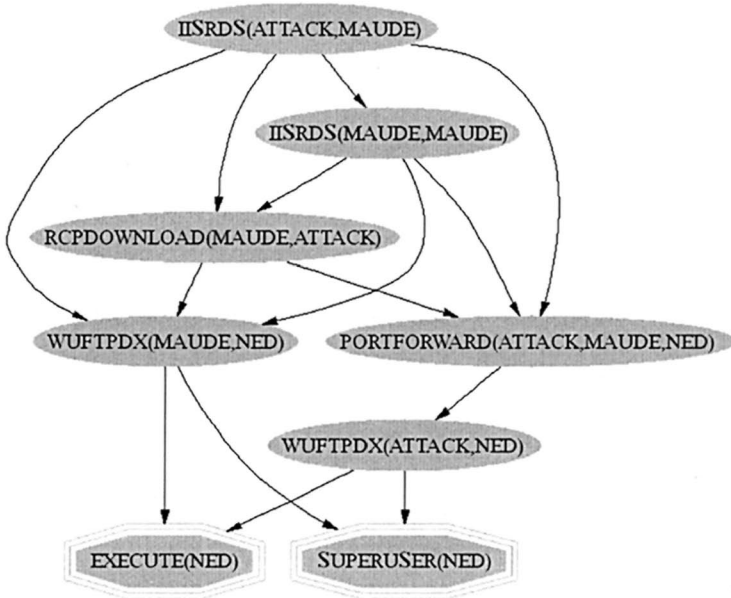 IISRDS(ATTACK,MAUDE)
IISRDS(MAUDE,MAUDE)
RCPDOWNLOAD(MAUDE,ATTACK)
WUFTPDX(MAUDE,NED)
PORTFORWARD(ATTACK,MAUDE,NED)
WUFTPDX(ATTACK,NED)
EXECUTE(NED)
SUPERUSER(NED)